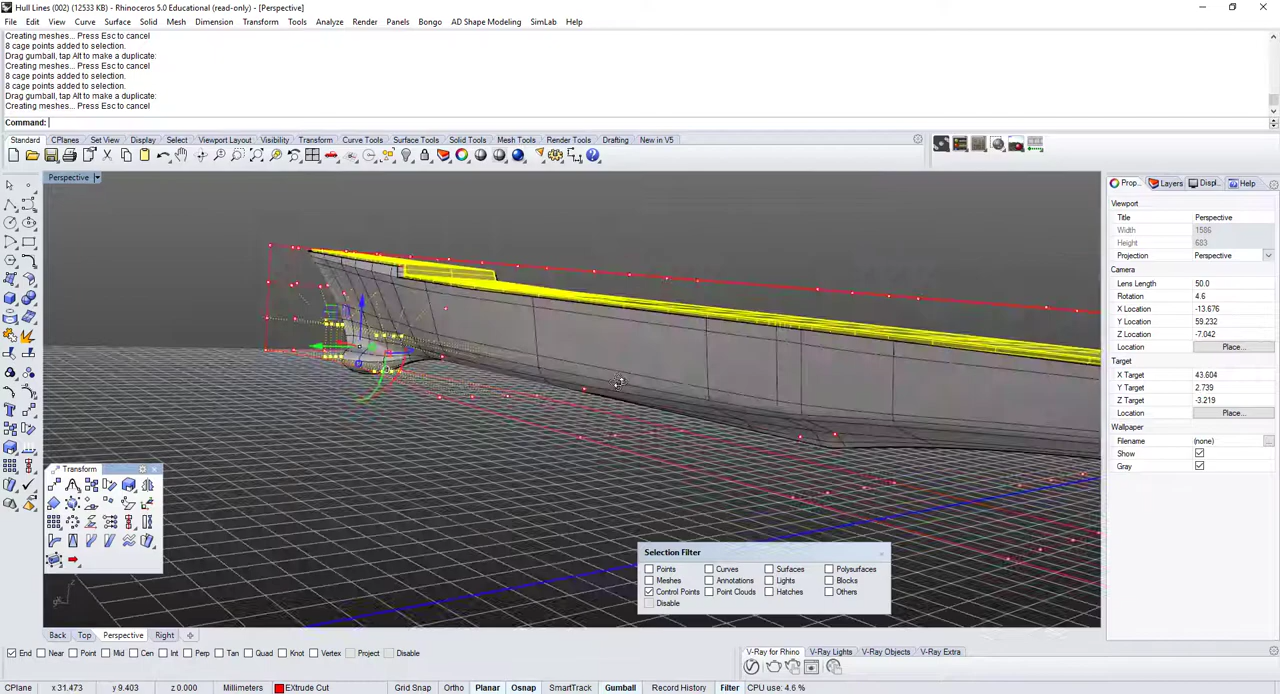 Hull Lines (002) (12533 KB) - Rhinoceros 5.0 Educational (read-only) - [Perspective]
File Edit View Curve Surface Solid Mesh Dimension Transform Tools Analyze Render Panels Bongo AD Shape Modeling SimLab Help
Creating meshes... Press Esc to cancel
8 cage points added to selection.
Drag gumball, tap Alt to make a duplicate:
Creating meshes... Press Esc to cancel
8 cage points added to selection.
8 cage points added to selection.
Drag gumball, tap Alt to make a duplicate:
Creating meshes... Press Esc to cancel
Command:
Standard CPlanes Set View Display Select Viewport Layout Visibility Transform Curve Tools Surface Tools Solid Tools Mesh Tools Render Tools Drafting New in V5
Perspective
Prop... Layers Displ... Help
Viewport
Title Perspective
Width 1586
Height 683
Projection Perspective
Camera
Lens Length 50.0
Rotation 4.6
X Location -13.676
Y Location 59.232
Z Location -7.042
Location Place...
Target
X Target 43.604
Y Target 2.739
Z Target -3.219
Location Place...
Wallpaper
Filename (none)
Show
Gray
Transform
Selection Filter
Points Curves Surfaces Polysurfaces
Meshes Annotations Lights Blocks
Control Points Point Clouds Hatches Others
Disable
Back Top Perspective Right
End Near Point Mid Cen Int Perp Tan Quad Knot Vertex Project Disable
V-Ray for Rhino V-Ray Lights V-Ray Objects V-Ray Extra
CPlane x 31.473 y 9.403 z 0.000 Millimeters EXtrude Cut Grid Snap Ortho Planar Osnap SmartTrack Gumball Record History Filter CPU use: 4.6 %